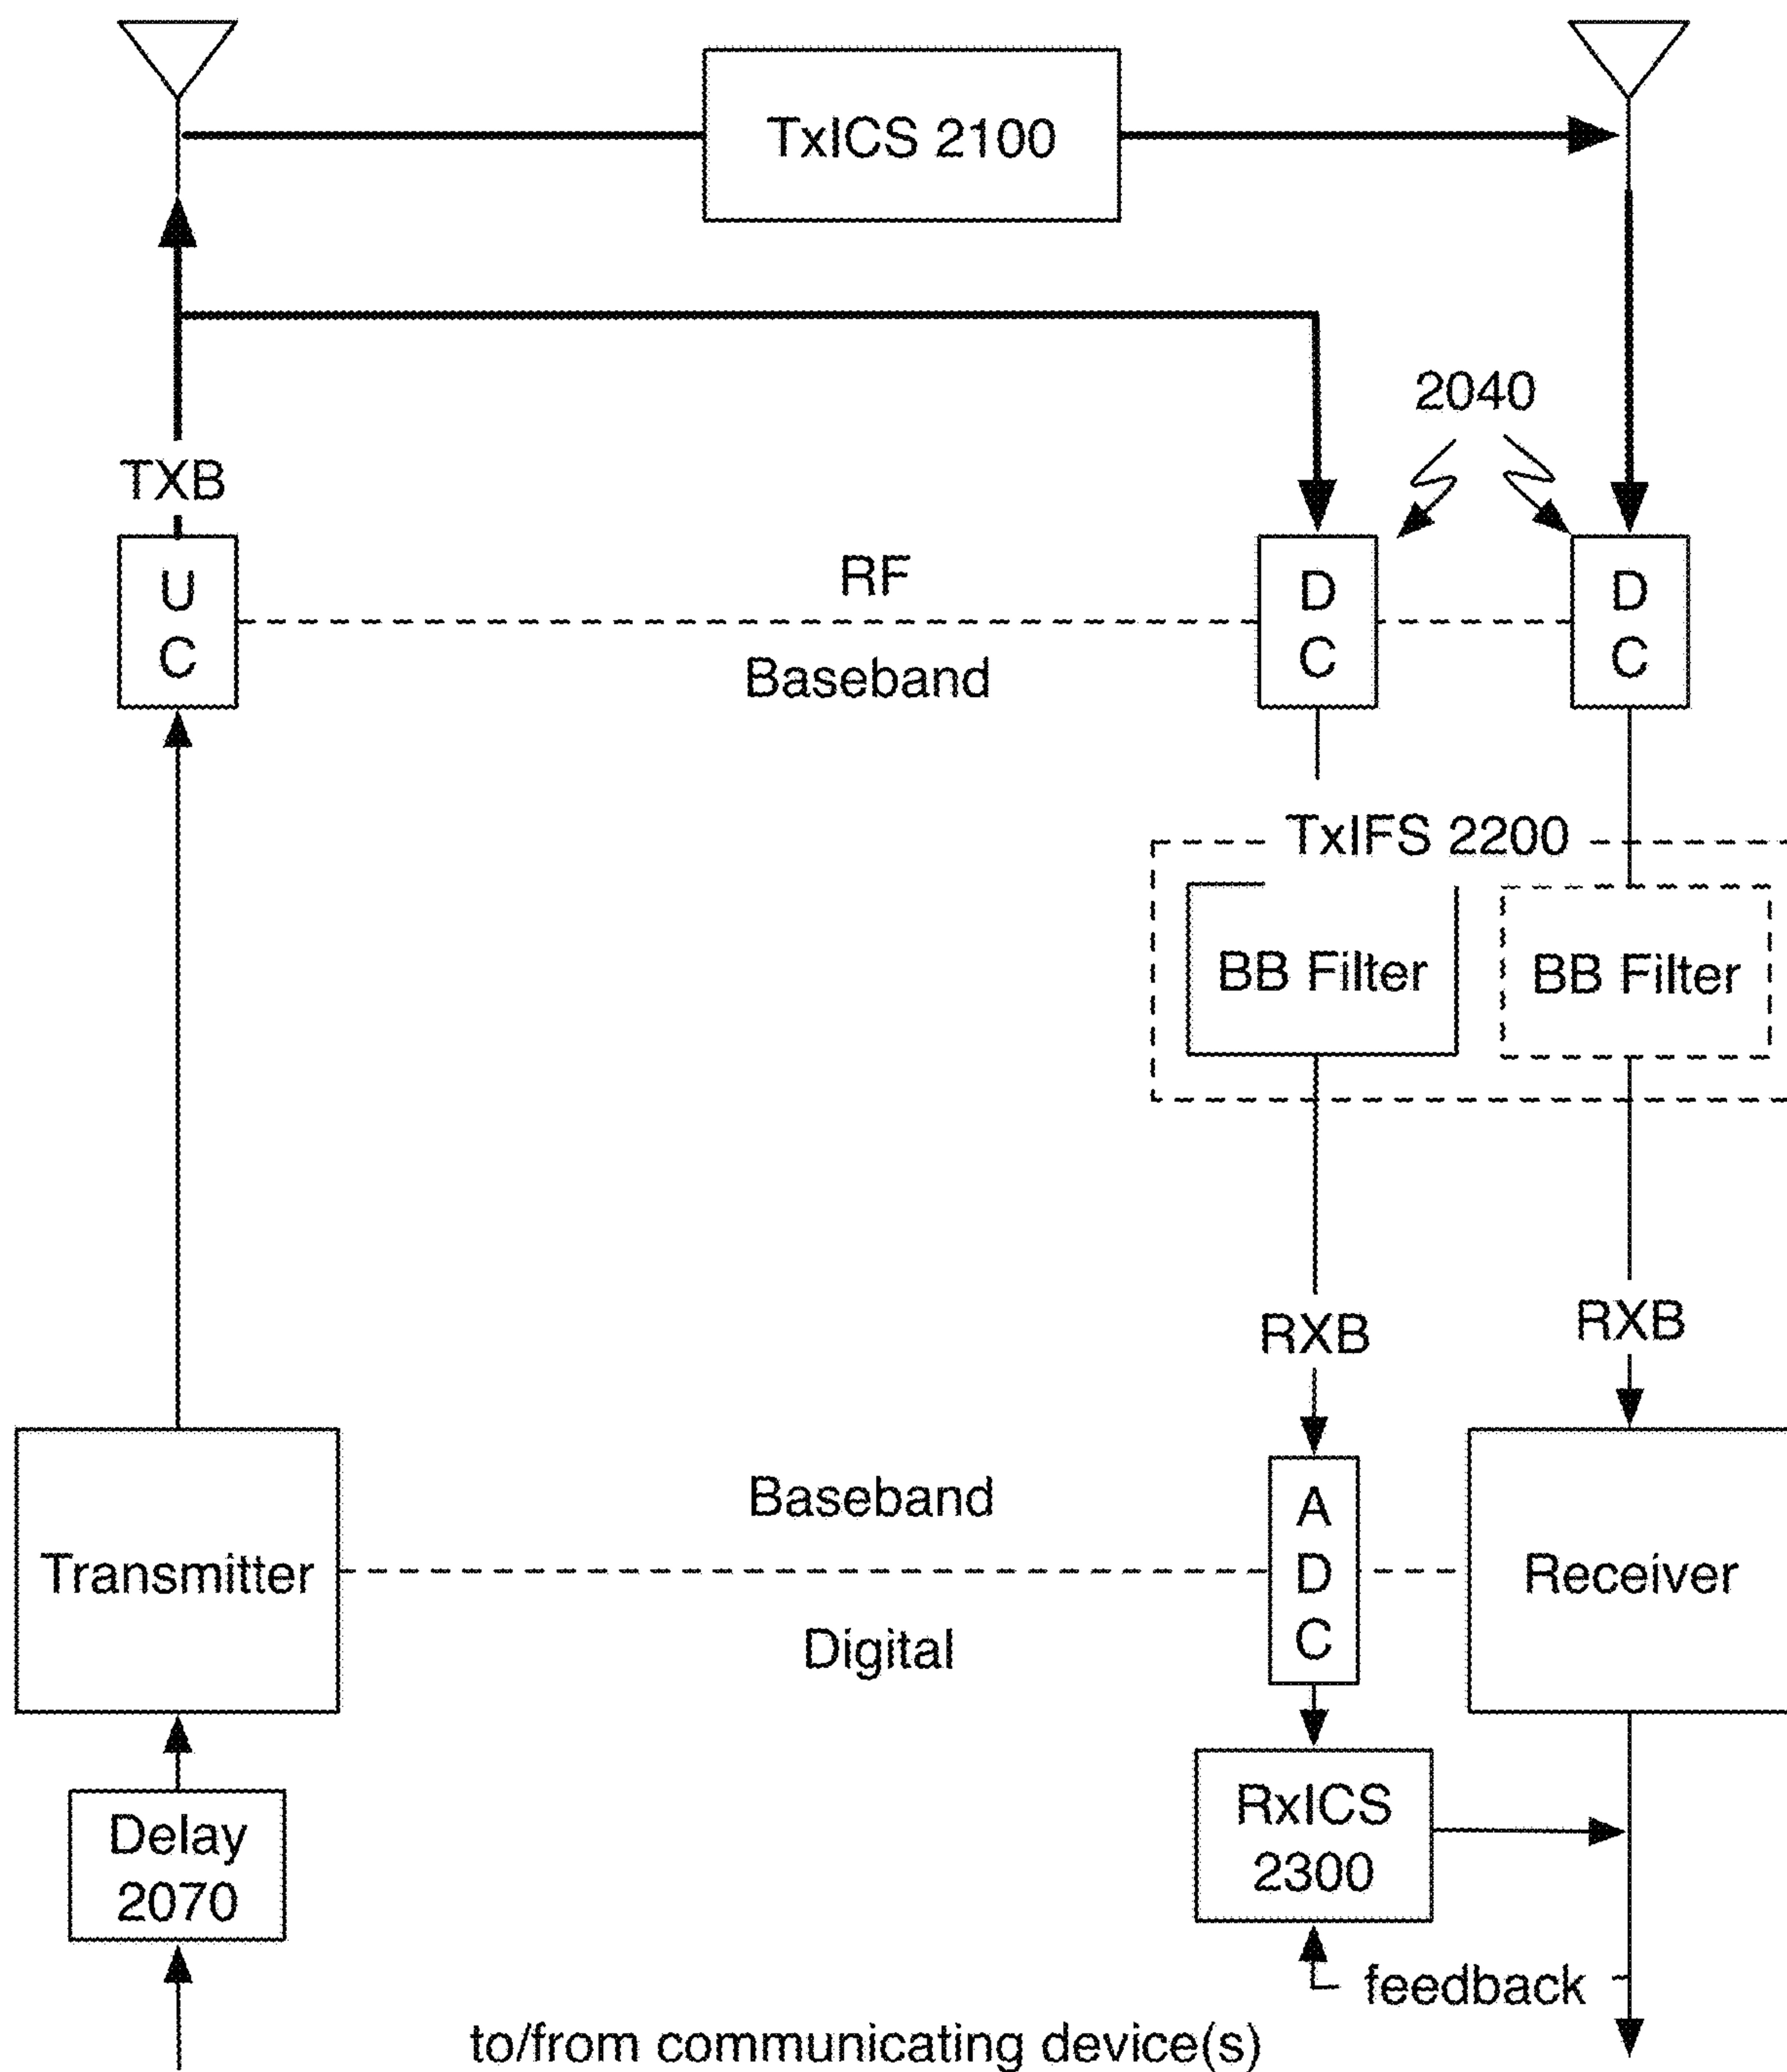 TxICS 2100
2040
TXB
U
C
RF
D
C
D
C
Baseband
TxIFS 2200
BB Filter
BB Filter
RXB
RXB
Baseband
A
D
C
Transmitter
Receiver
Digital
Delay
2070
RxICS
2300
feedback
to/from communicating device(s)